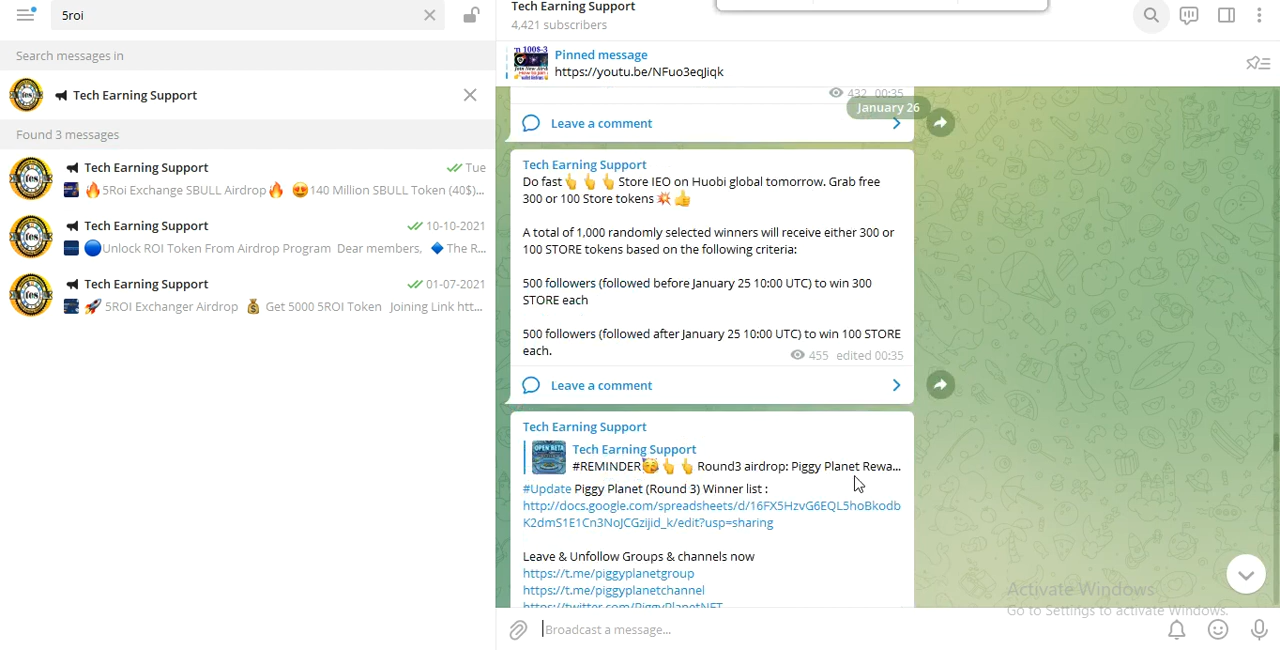 5roi
Search messages in
Tech Earning Support
Found 3 messages
Tech Earning Support
Tue
🔥5Roi Exchange SBULL Airdrop🔥 😍140 Million SBULL Token (40$)...
Tech Earning Support
10-10-2021
🔵Unlock ROI Token From Airdrop Program Dear members, 🔷The R...
Tech Earning Support
01-07-2021
🚀 5ROI Exchanger Airdrop 💰 Get 5000 5ROI Token Joining Link htt...
Tech Earning Support
4,421 subscribers
Pinned message
https://youtu.be/NFuo3eqJiqk
432 00:35
January 26
Leave a comment
Tech Earning Support
Do fast👆👆👆Store IEO on Huobi global tomorrow. Grab free
300 or 100 Store tokens 💥👍
A total of 1,000 randomly selected winners will receive either 300 or
100 STORE tokens based on the following criteria:
500 followers (followed before January 25 10:00 UTC) to win 300
STORE each
500 followers (followed after January 25 10:00 UTC) to win 100 STORE
each.
455 edited 00:35
Leave a comment
Tech Earning Support
Tech Earning Support
#REMINDER🥳👆👆Round3 airdrop: Piggy Planet Rewa...
#Update Piggy Planet (Round 3) Winner list :
http://docs.google.com/spreadsheets/d/16FX5HzvG6EQL5hoBkodb
K2dmS1E1Cn3NoJCGzijid_k/edit?usp=sharing
Leave & Unfollow Groups & channels now
https://t.me/piggyplanetgroup
https://t.me/piggyplanetchannel
https://twitter.com/PiggyPlanetNFT
Activate Windows
Go to Settings to activate Windows.
Broadcast a message...